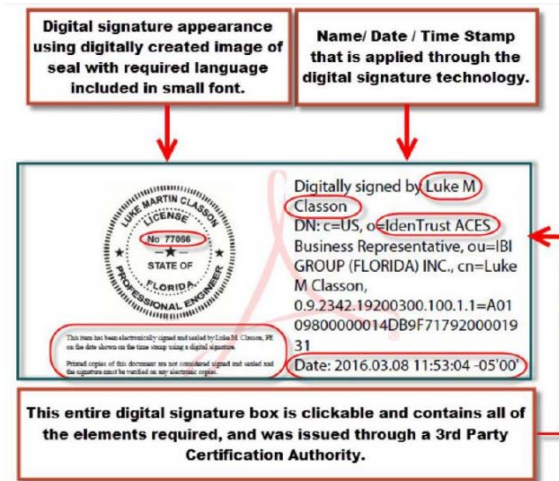 Digital signature appearance
using digitally created image of
seal with required language
included in small font.
Name/ Date / Time Stamp
that is applied through the
digital signature technology.
LUKE MARTIN CLASSON
LICENSE
No 77066
STATE OF
FLORIDA
PROFESSIONAL ENGINEER
This item has been electronically signed and sealed by Luke M. Classon, PE
on the date shown on the time stamp using a digital signature.
Printed copies of this document are not considered signed and sealed and
the signature must be verified on any electronic copies.
Digitally signed by Luke M
Classon
DN: c=US, o=IdenTrust ACES
Business Representative, ou=IBI
GROUP (FLORIDA) INC., cn=Luke
M Classon,
0.9.2342.19200300.100.1.1=A01
09800000014DB9F71792000019
31
Date: 2016.03.08 11:53:04 -05'00'
This entire digital signature box is clickable and contains all of
the elements required, and was issued through a 3rd Party
Certification Authority.